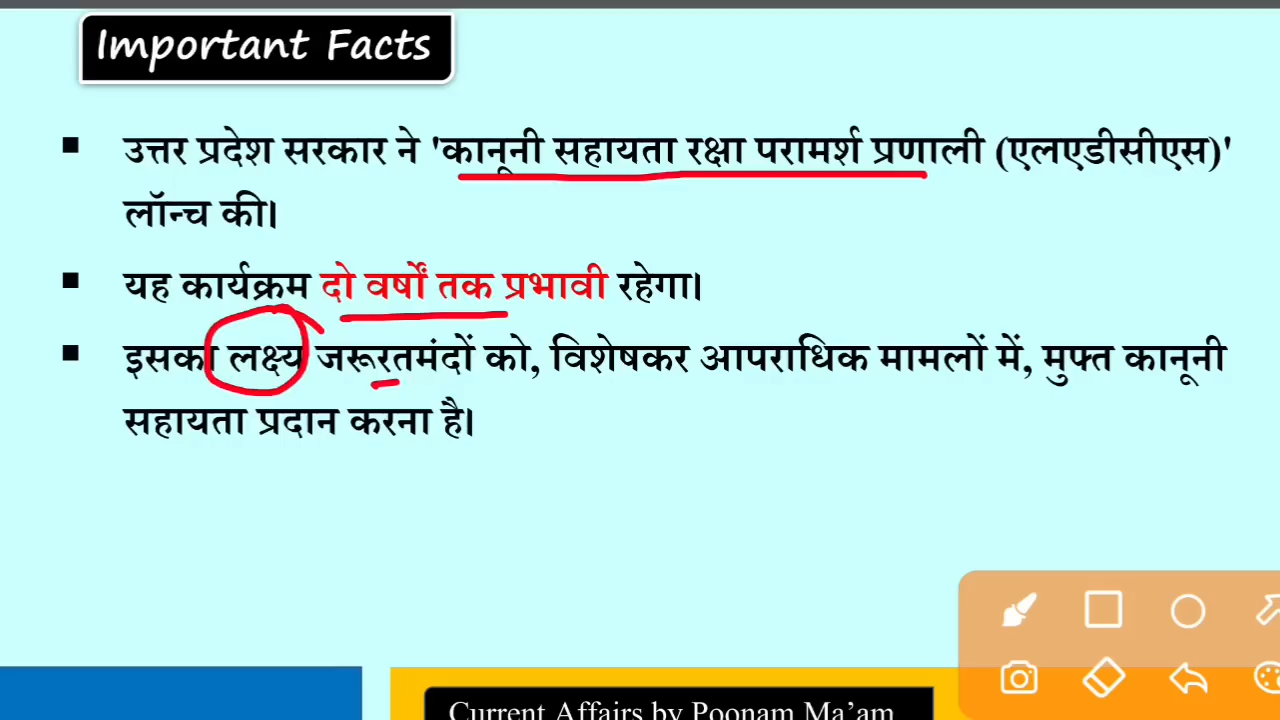 Important Facts
▪ उत्तर प्रदेश सरकार ने 'कानूनी सहायता रक्षा परामर्श प्रणाली (एलएडीसीएस)'
लॉन्च की।
▪ यह कार्यक्रम दो वर्षों तक प्रभावी रहेगा।
▪ इसका लक्ष्य जरूरतमंदों को, विशेषकर आपराधिक मामलों में, मुफ्त कानूनी
सहायता प्रदान करना है।
Current Affairs by Poonam Ma'am